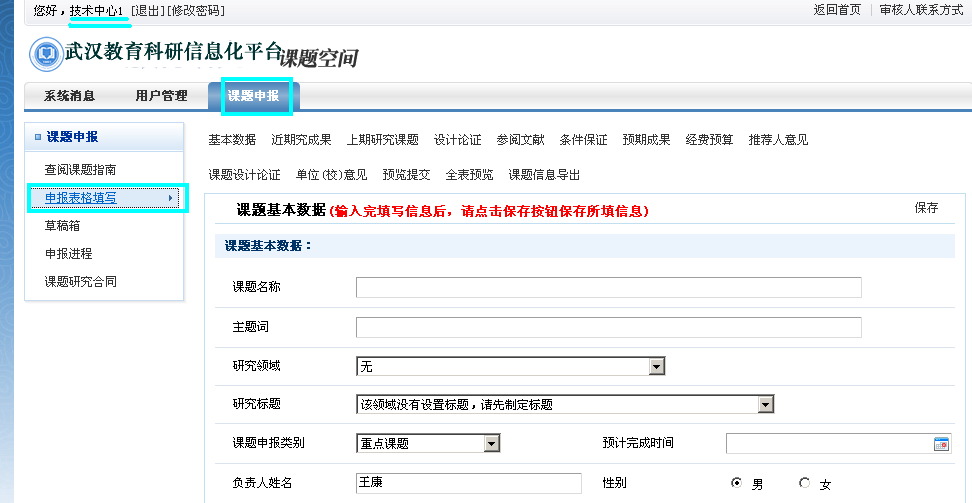 您好，技术中心1 [退出][修改密码] 返回首页 审核人联系方式
武汉教育科研信息化平台 课题空间
系统消息 用户管理 课题申报
课题申报
查阅课题指南
申报表格填写
草稿箱
申报进程
课题研究合同
基本数据 近期究成果 上期研究课题 设计论证 参阅文献 条件保证 预期成果 经费预算 推荐人意见
课题设计论证 单位(校)意见 预览提交 全表预览 课题信息导出
课题基本数据(输入完填写信息后，请点击保存按钮保存所填信息) 保存
课题基本数据：
课题名称
主题词
研究领域 无
研究标题 该领域没有设置标题，请先制定标题
课题申报类别 重点课题 预计完成时间
负责人姓名 王康 性别 男 女